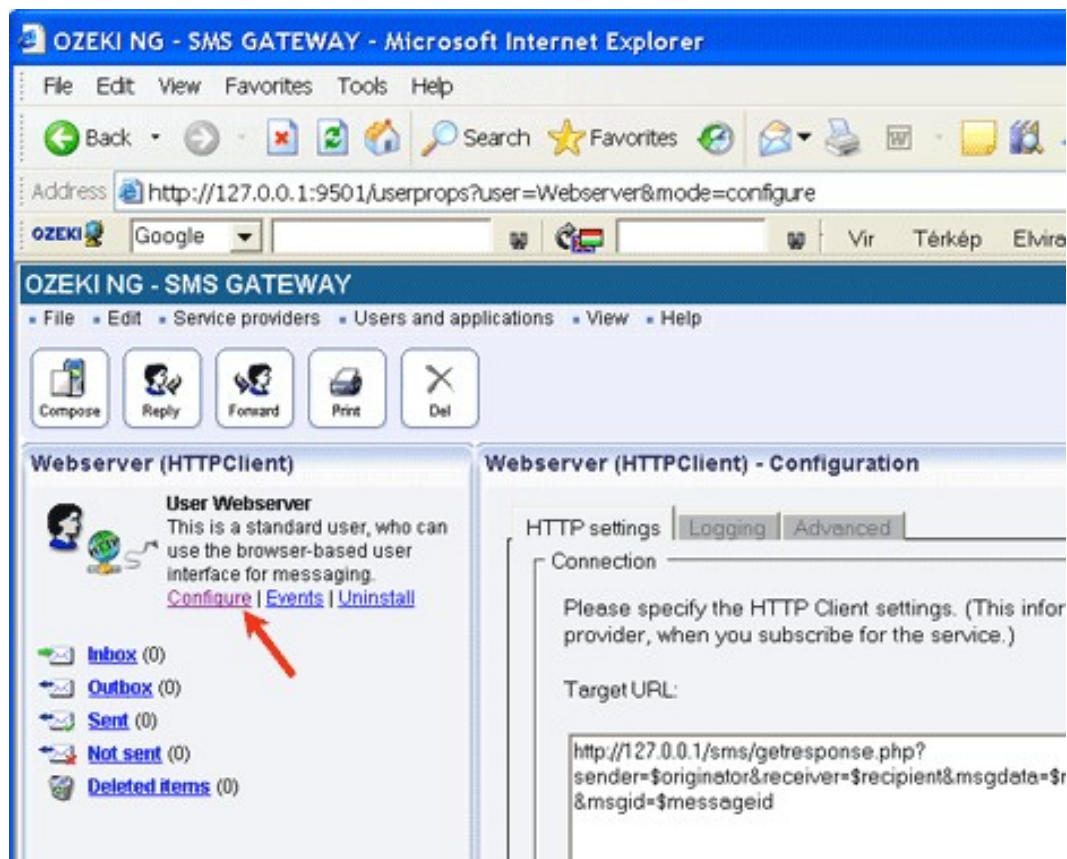 OZEKI NG - SMS GATEWAY - Microsoft Internet Explorer
File Edit View Favorites Tools Help
Back Search Favorites
Address http://127.0.0.1:9501/userprops?user=Webserver&mode=configure
OZEKI Google Vir Térkép Elvira
OZEKI NG - SMS GATEWAY
File Edit Service providers Users and applications View Help
Compose Reply Forward Print Del
Webserver (HTTPClient)
User Webserver
This is a standard user, who can
use the browser-based user
interface for messaging.
Configure | Events | Uninstall
Inbox (0)
Outbox (0)
Sent (0)
Not sent (0)
Deleted items (0)
Webserver (HTTPClient) - Configuration
HTTP settings Logging Advanced
Connection
Please specify the HTTP Client settings. (This infor
provider, when you subscribe for the service.)
Target URL:
http://127.0.0.1/sms/getresponse.php?
sender=$originator&receiver=$recipient&msgdata=$
&msgid=$messageid